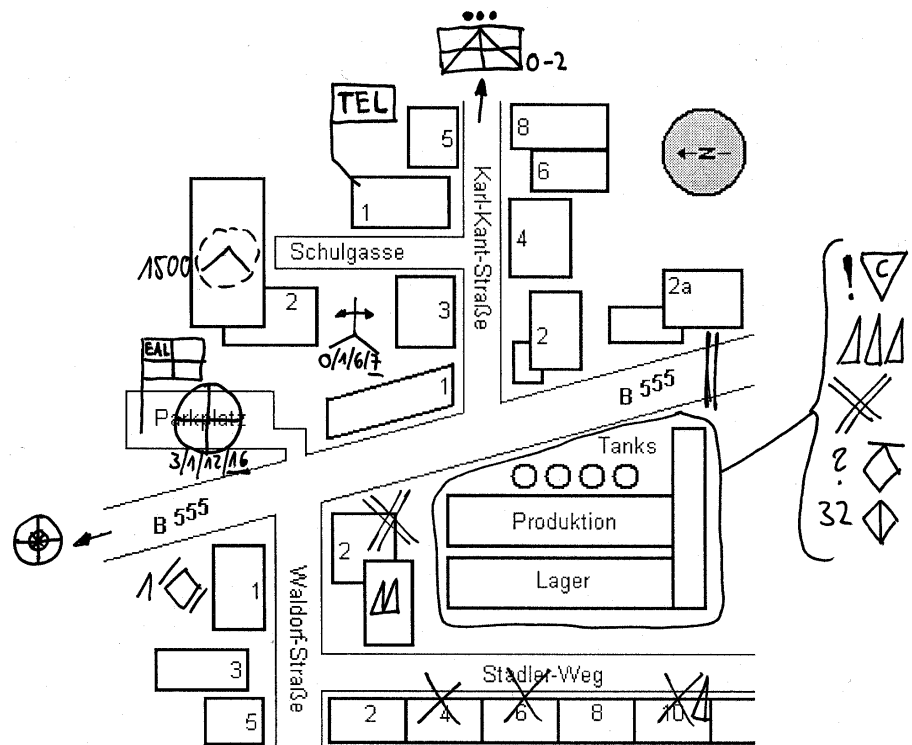 0-2
TEL
5
8
6
N
1
4
Karl-Kant-Straße
Schulgasse
1500
! C
2
3
2a
2
0/1/6/7
EAL
1
B 555
Parkplatz
Tanks
3/1/12/16
?
32
B 555
Produktion
2
Lager
1
1
Waldorf-Straße
3
Stadler-Weg
5
2
4
6
8
10